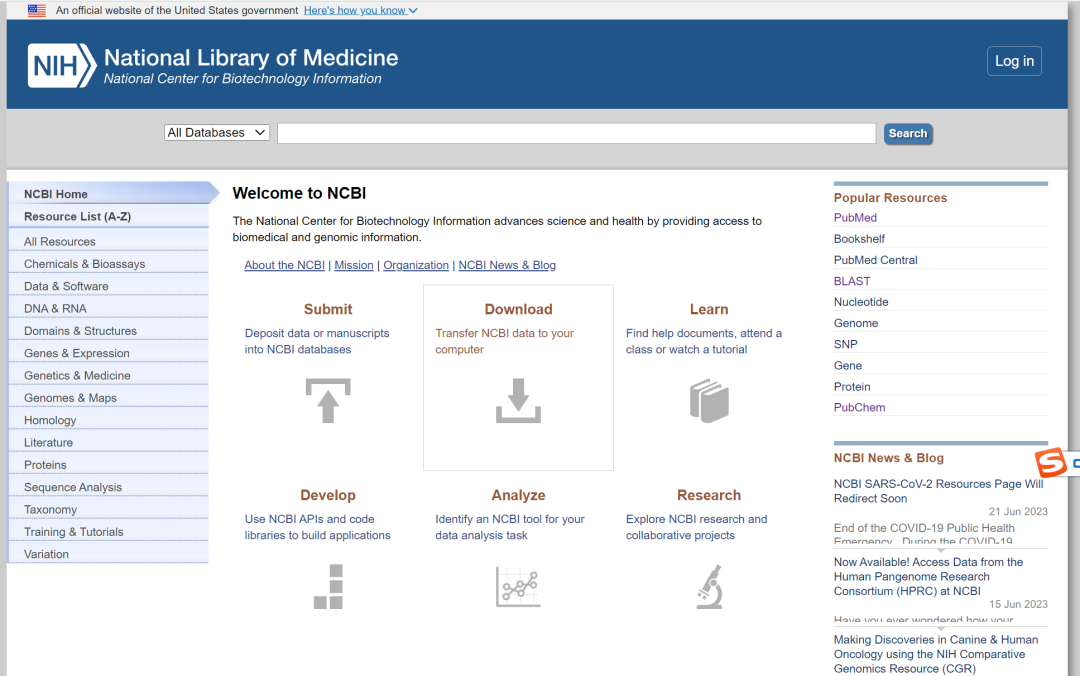 An official website of the United States government Here's how you know
NIH National Library of Medicine
National Center for Biotechnology Information
Log in
All Databases
Search
NCBI Home
Resource List (A-Z)
All Resources
Chemicals & Bioassays
Data & Software
DNA & RNA
Domains & Structures
Genes & Expression
Genetics & Medicine
Genomes & Maps
Homology
Literature
Proteins
Sequence Analysis
Taxonomy
Training & Tutorials
Variation
Welcome to NCBI
The National Center for Biotechnology Information advances science and health by providing access to
biomedical and genomic information.
About the NCBI | Mission | Organization | NCBI News & Blog
Submit
Deposit data or manuscripts
into NCBI databases
Download
Transfer NCBI data to your
computer
Learn
Find help documents, attend a
class or watch a tutorial
Develop
Use NCBI APIs and code
libraries to build applications
Analyze
Identify an NCBI tool for your
data analysis task
Research
Explore NCBI research and
collaborative projects
Popular Resources
PubMed
Bookshelf
PubMed Central
BLAST
Nucleotide
Genome
SNP
Gene
Protein
PubChem
NCBI News & Blog
NCBI SARS-CoV-2 Resources Page Will
Redirect Soon
21 Jun 2023
End of the COVID-19 Public Health
Emergency During the COVID-19
Now Available! Access Data from the
Human Pangenome Research
Consortium (HPRC) at NCBI
15 Jun 2023
Have you ever wondered how your
Making Discoveries in Canine & Human
Oncology using the NIH Comparative
Genomics Resource (CGR)